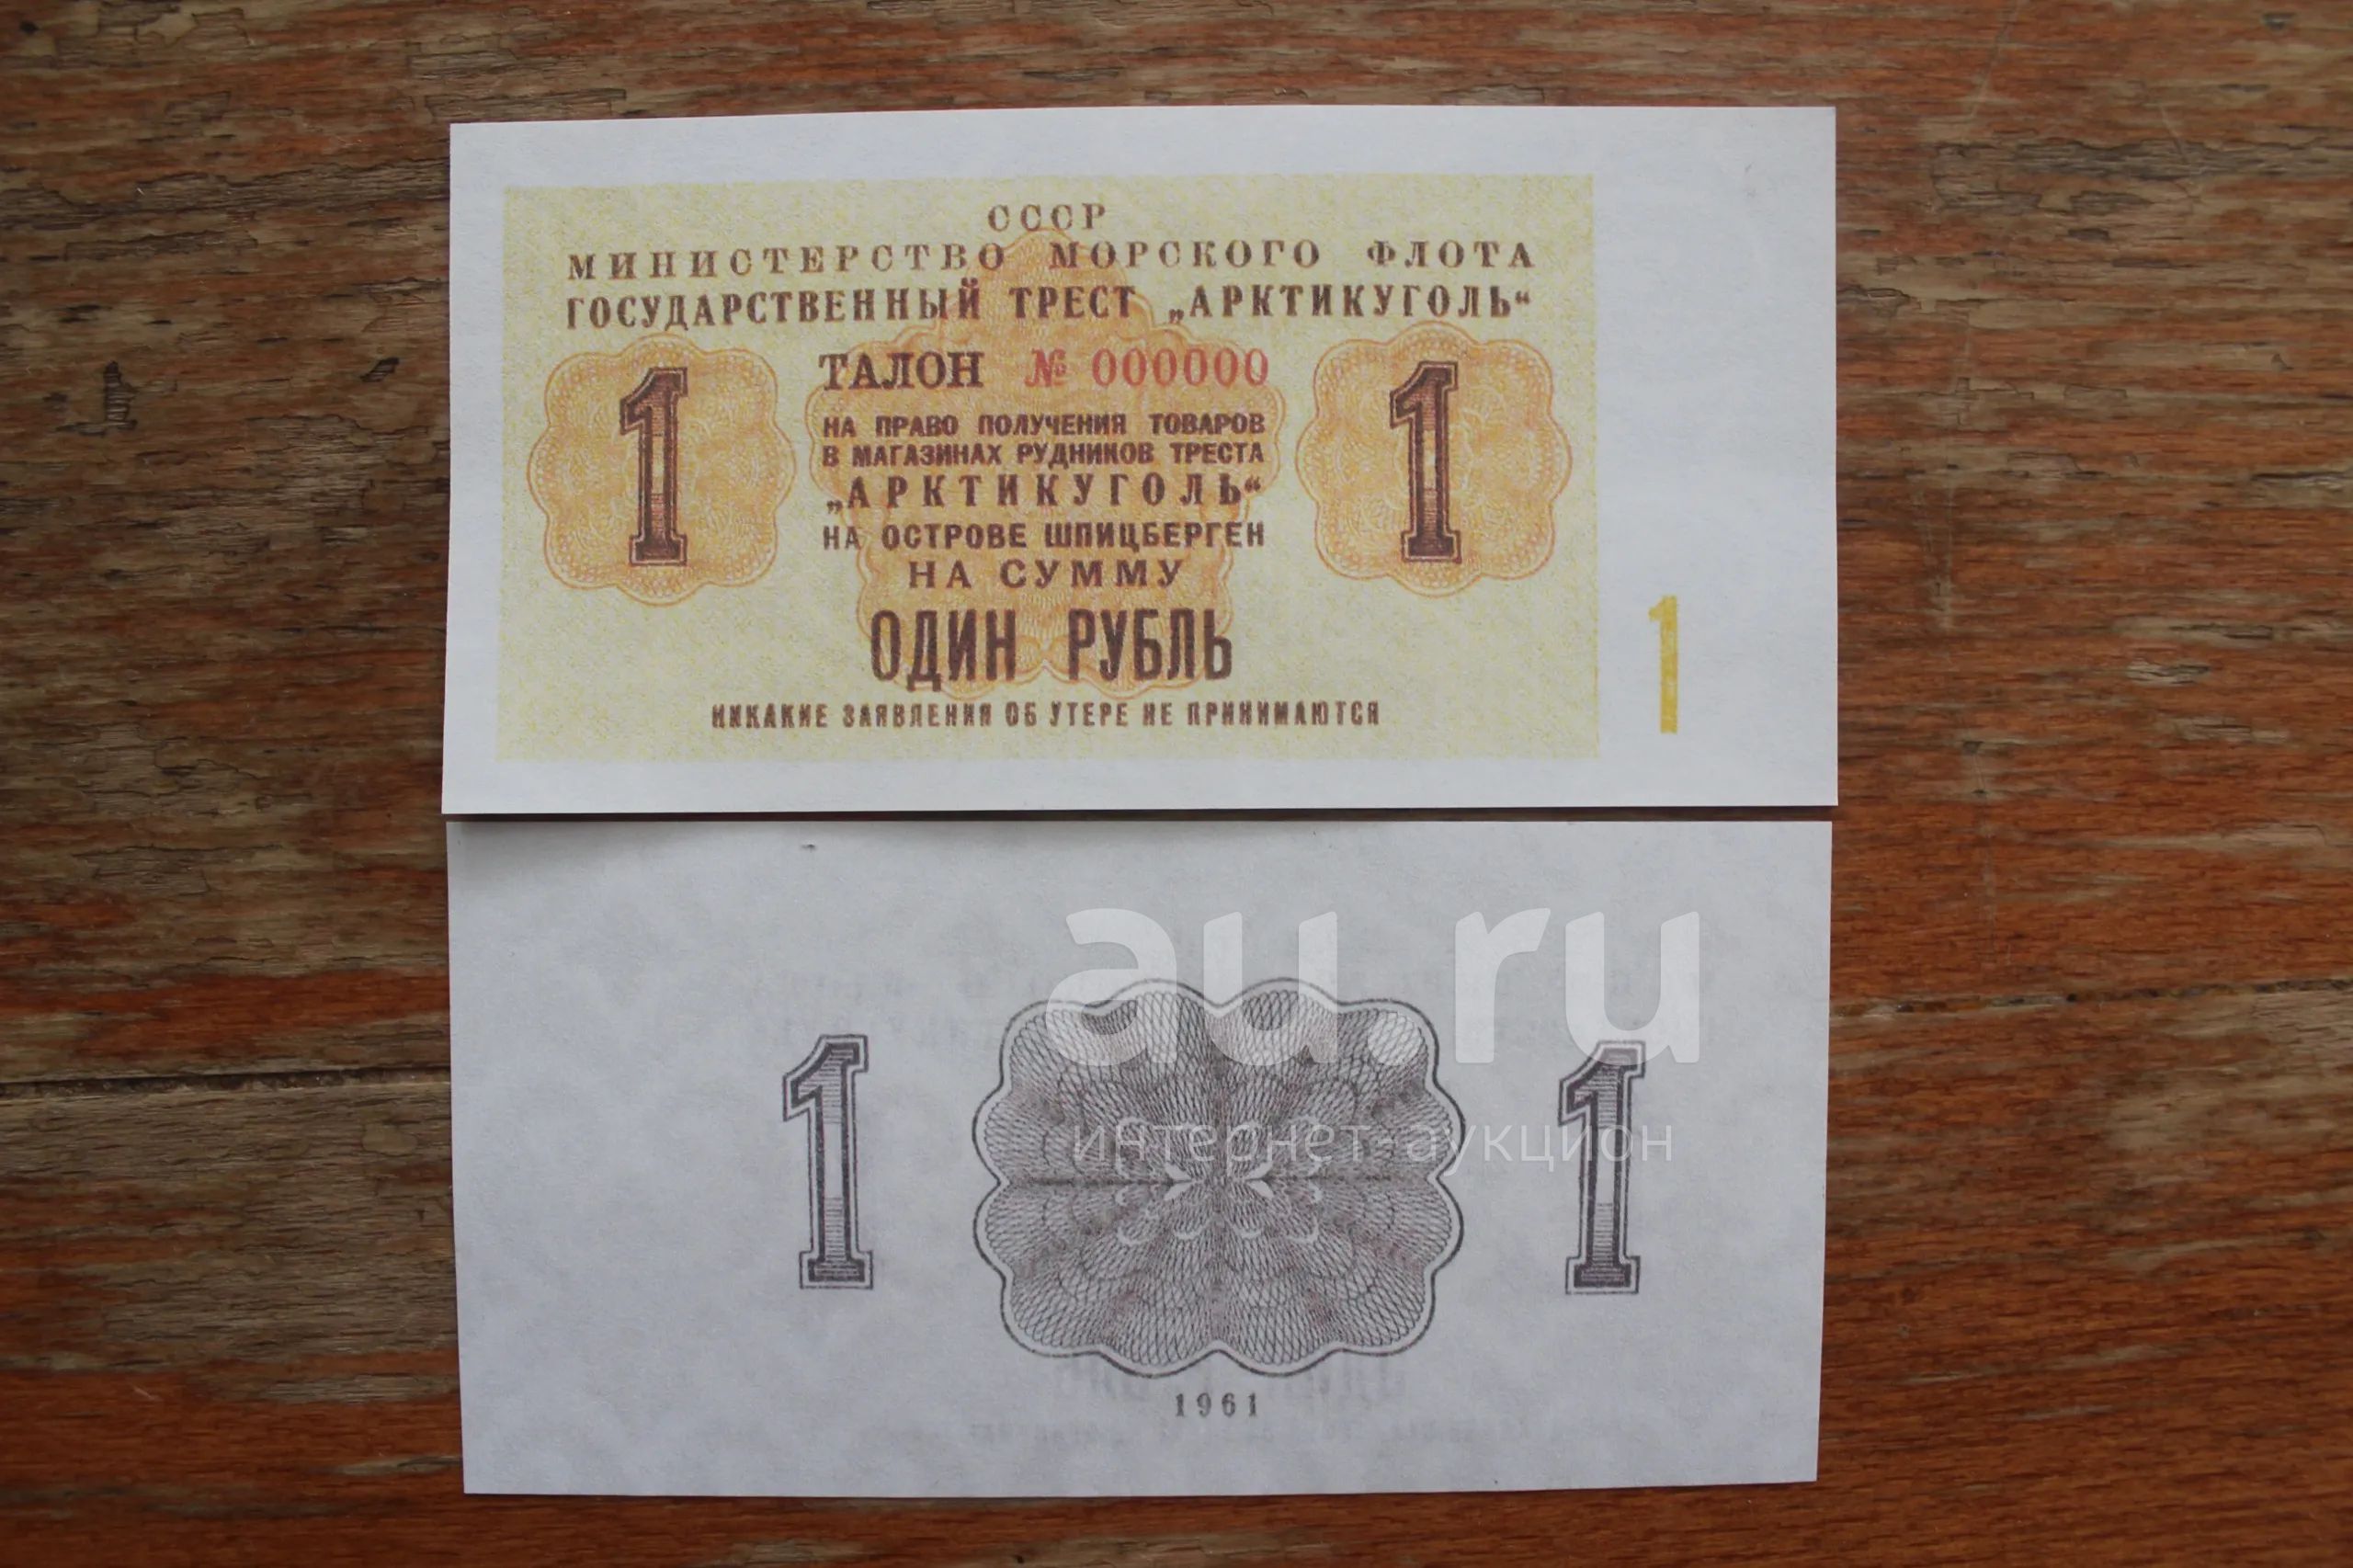 СССР
МИНИСТЕРСТВО МОРСКОГО ФЛОТА
ГОСУДАРСТВЕННЫЙ ТРЕСТ „АРКТИКУГОЛЬ“
ТАЛОН № 000000
1
1
НА ПРАВО ПОЛУЧЕНИЯ ТОВАРОВ
В МАГАЗИНАХ РУДНИКОВ ТРЕСТА
„АРКТИКУГОЛЬ“
НА ОСТРОВЕ ШПИЦБЕРГЕН
НА СУММУ
ОДИН РУБЛЬ
НИКАКИЕ ЗАЯВЛЕНИЯ ОБ УТЕРЕ НЕ ПРИНИМАЮТСЯ
1
au.ru
интернет-аукцион
1
1
1961